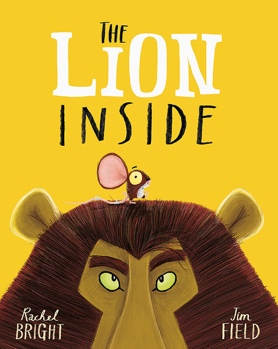 THE
LION
INSIDE
Rachel
BRIGHT
Jim
FIELD